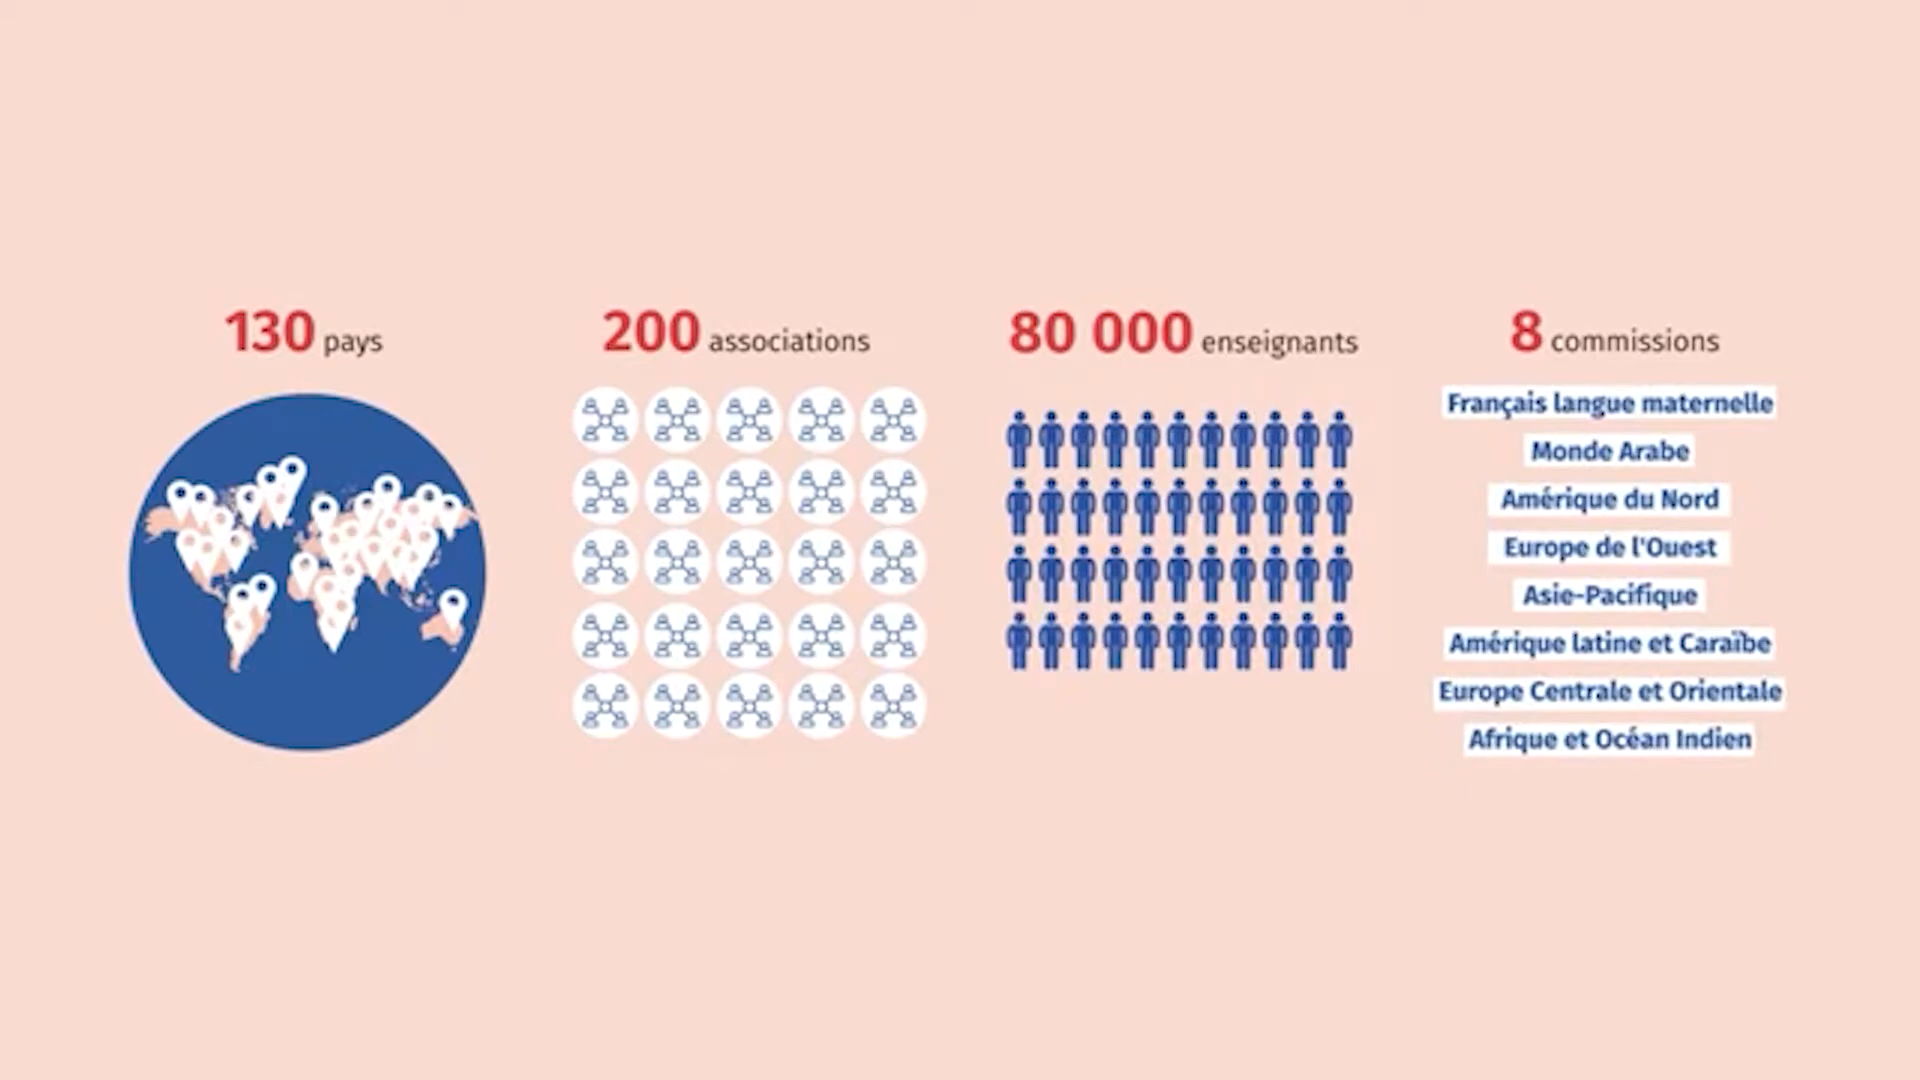 130 pays
200 associations
80 000 enseignants
8 commissions
Français langue maternelle
Monde Arabe
Amérique du Nord
Europe de l'Ouest
Asie-Pacifique
Amérique latine et Caraïbe
Europe Centrale et Orientale
Afrique et Océan Indien